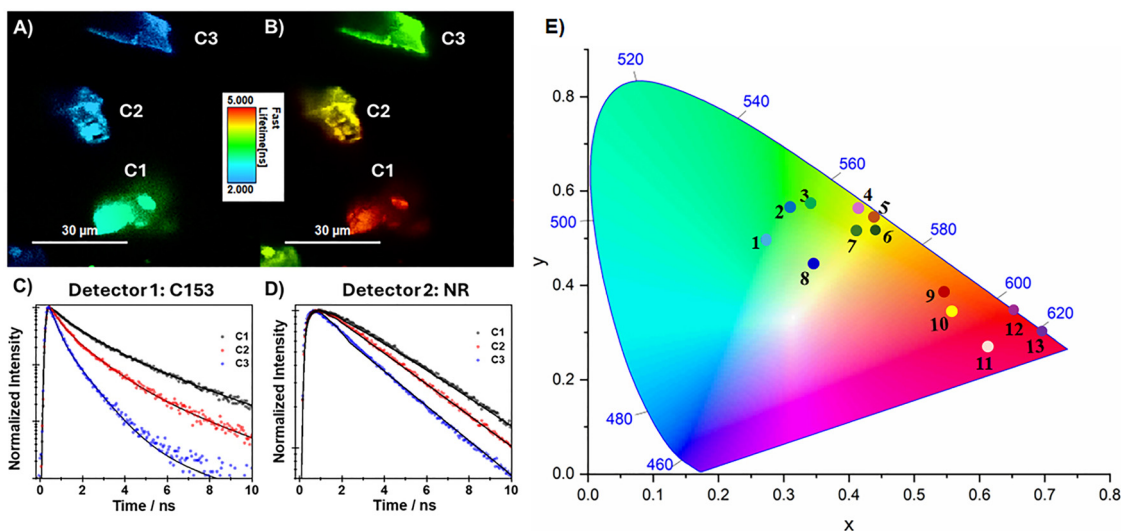 A)
C3
C2
C1
30 µm
B)
C3
C2
C1
30 µm
5.000
Fast
Lifetime[ns]
2.000
C)
Detector 1: C153
Normalized Intensity
C1
C2
C3
0 2 4 6 8 10
Time / ns
D)
Detector 2: NR
Normalized Intensity
C1
C2
C3
0 2 4 6 8 10
Time / ns
E)
y
0.8
0.6
0.4
0.2
0.0
0.0 0.1 0.2 0.3 0.4 0.5 0.6 0.7 0.8
x
460
480
500
520
540
560
580
600
620
1
2
3
4
5
6
7
8
9
10
11
12
13